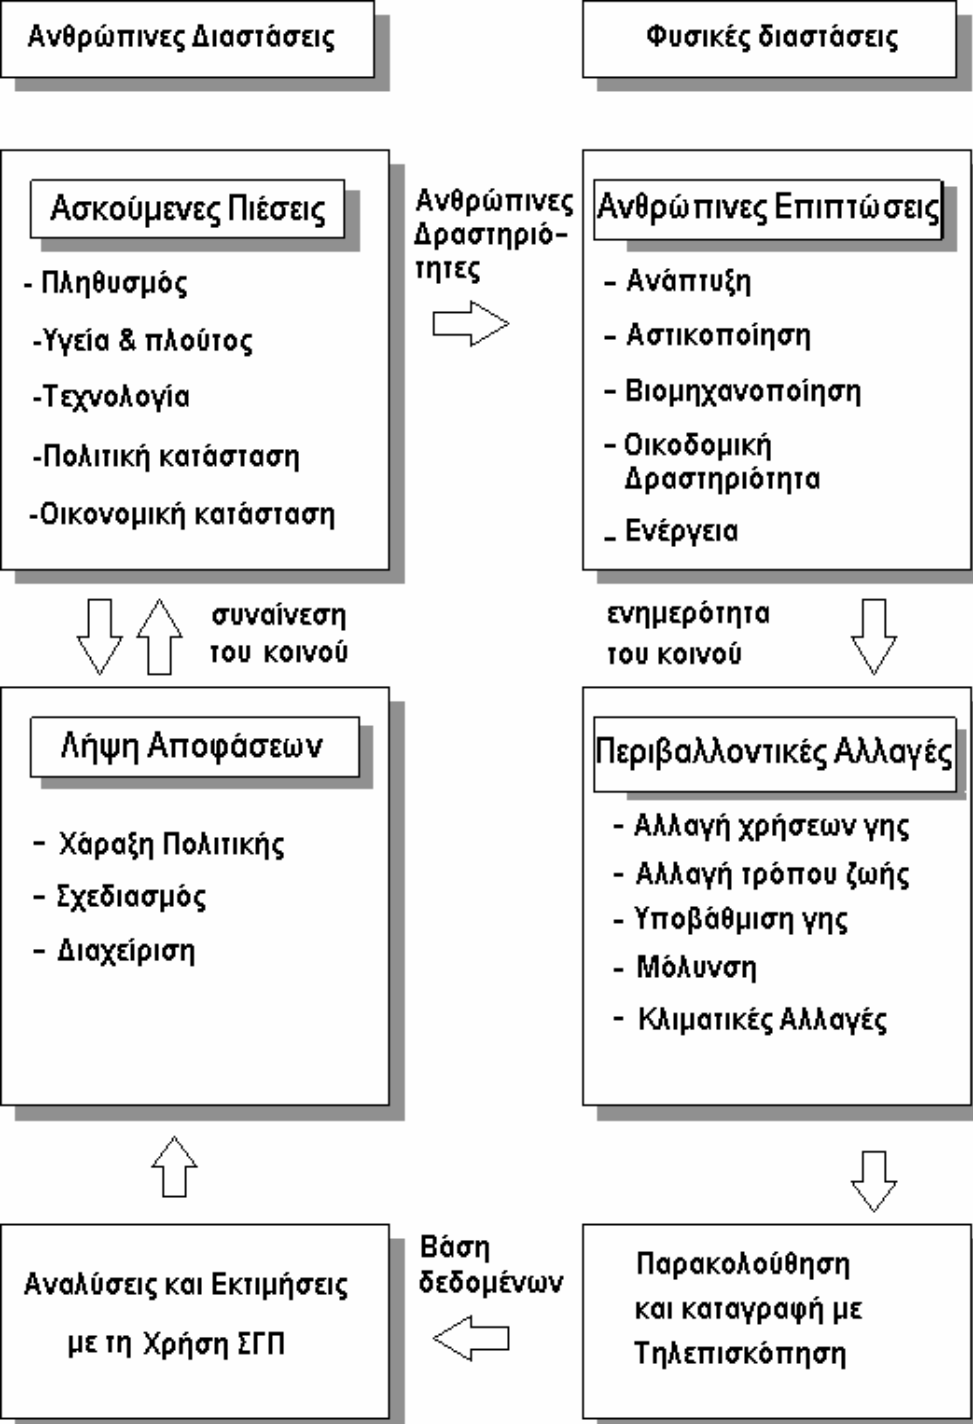 Ανθρώπινες Διαστάσεις
Φυσικές διαστάσεις
Ασκούμενες Πιέσεις
- Πληθυσμός
-Υγεία & πλούτος
-Τεχνολογία
-Πολιτική κατάσταση
-Οικονομική κατάσταση
Ανθρώπινες
Δραστηριό-
τητες
Ανθρώπινες Επιπτώσεις
- Ανάπτυξη
- Αστικοποίηση
- Βιομηχανοποίηση
- Οικοδομική
Δραστηριότητα
- Ενέργεια
συναίνεση
του κοινού
ενημερότητα
του κοινού
Λήψη Αποφάσεων
- Χάραξη Πολιτικής
- Σχεδιασμός
- Διαχείριση
Περιβαλλοντικές Αλλαγές
- Αλλαγή χρήσεων γης
- Αλλαγή τρόπου ζωής
- Υποβάθμιση γης
- Μόλυνση
- Κλιματικές Αλλαγές
Αναλύσεις και Εκτιμήσεις
με τη Χρήση ΣΓΠ
Βάση
δεδομένων
Παρακολούθηση
και καταγραφή με
Τηλεπισκόπηση